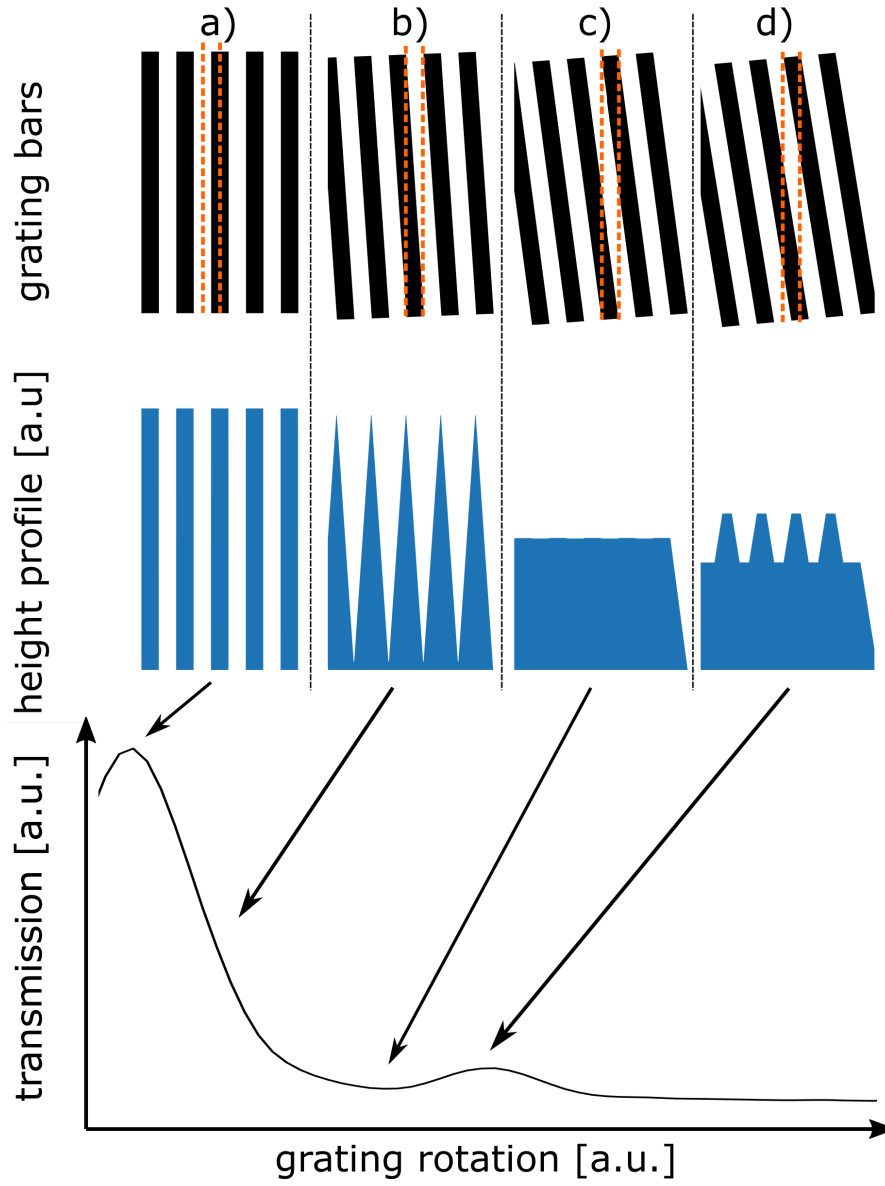 a)
b)
c)
d)
grating bars
height profile [a.u]
transmission [a.u.]
grating rotation [a.u.]